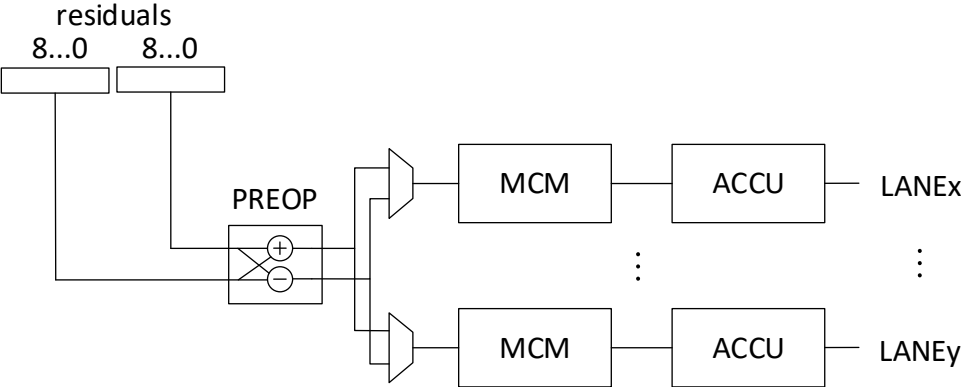 residuals
8...0 8...0
PREOP
+
−
MCM ACCU LANEx
⋮ ⋮
MCM ACCU LANEy